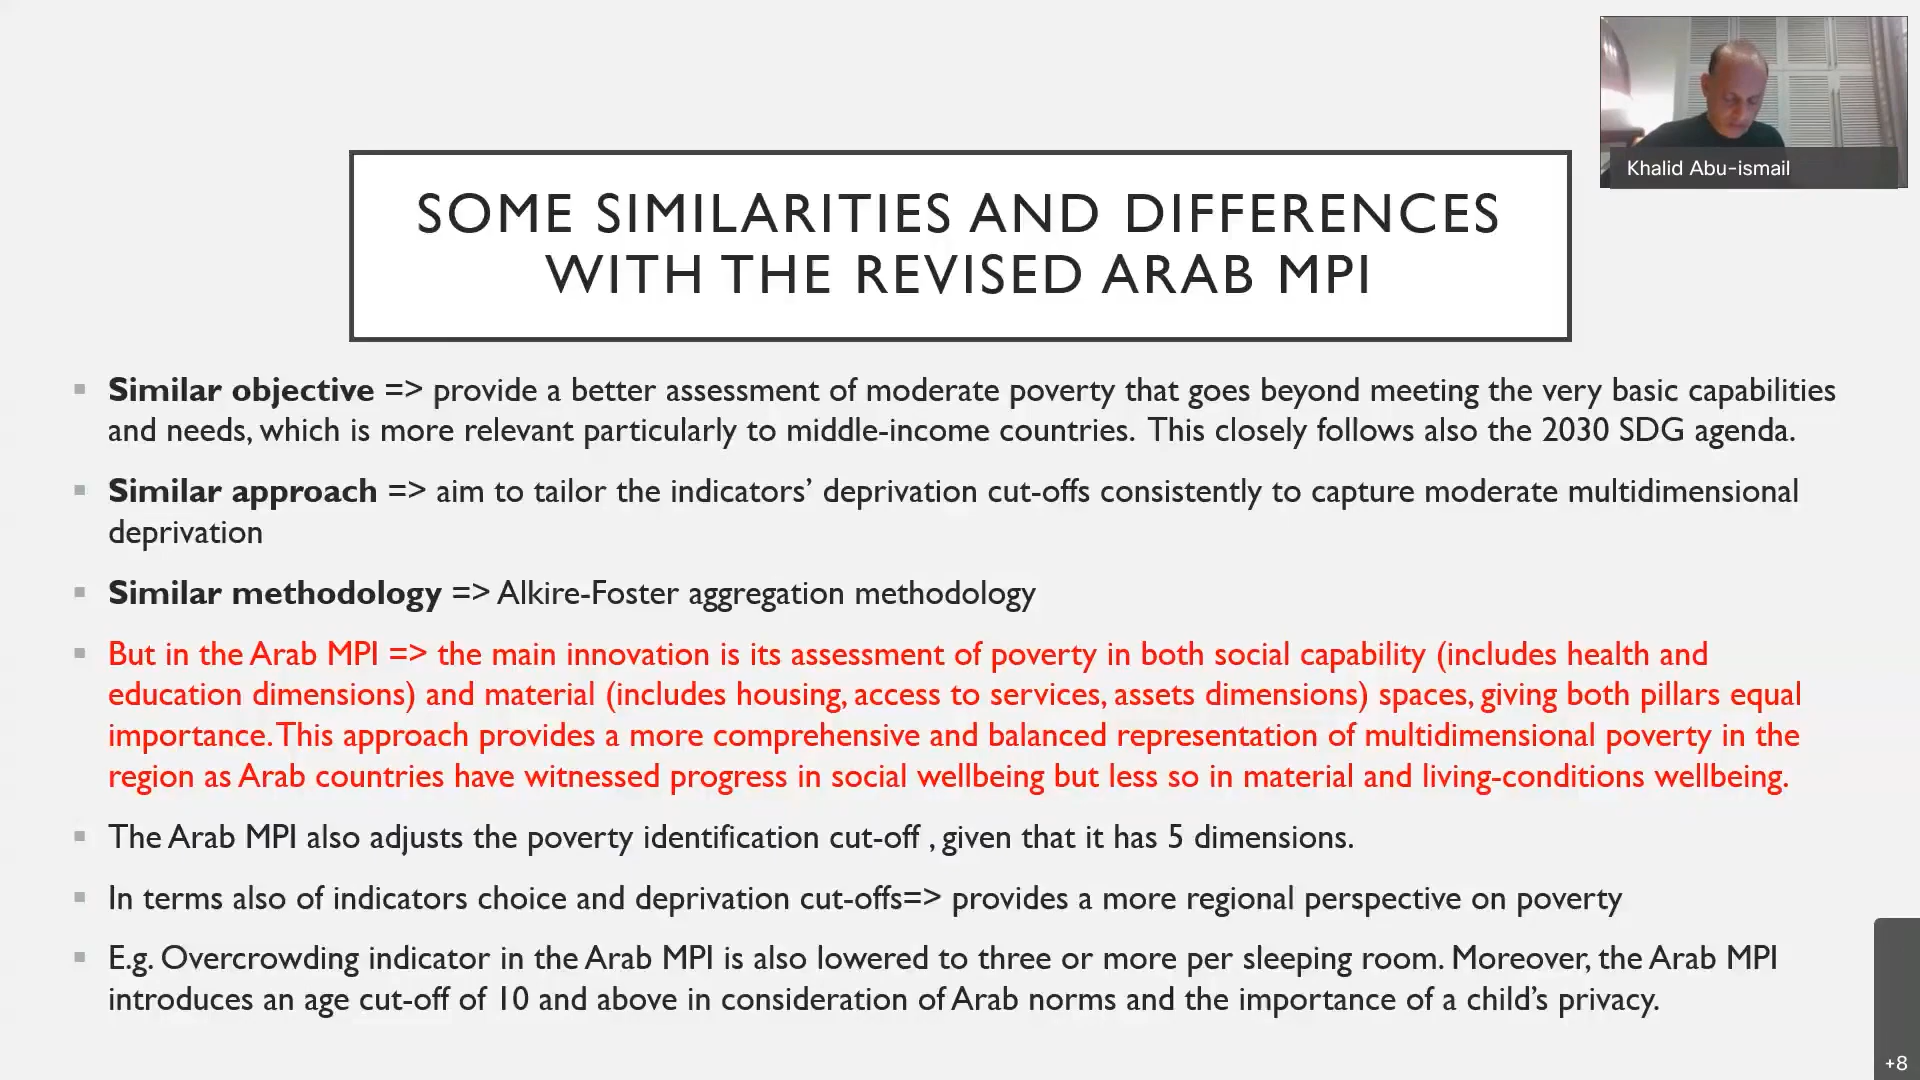 Khalid Abu-ismail
SOME SIMILARITIES AND DIFFERENCES
WITH THE REVISED ARAB MPI
Similar objective => provide a better assessment of moderate poverty that goes beyond meeting the very basic capabilities
and needs, which is more relevant particularly to middle-income countries. This closely follows also the 2030 SDG agenda.
Similar approach => aim to tailor the indicators’ deprivation cut-offs consistently to capture moderate multidimensional
deprivation
Similar methodology => Alkire-Foster aggregation methodology
But in the Arab MPI => the main innovation is its assessment of poverty in both social capability (includes health and
education dimensions) and material (includes housing, access to services, assets dimensions) spaces, giving both pillars equal
importance. This approach provides a more comprehensive and balanced representation of multidimensional poverty in the
region as Arab countries have witnessed progress in social wellbeing but less so in material and living-conditions wellbeing.
The Arab MPI also adjusts the poverty identification cut-off , given that it has 5 dimensions.
In terms also of indicators choice and deprivation cut-offs=> provides a more regional perspective on poverty
E.g. Overcrowding indicator in the Arab MPI is also lowered to three or more per sleeping room. Moreover, the Arab MPI
introduces an age cut-off of 10 and above in consideration of Arab norms and the importance of a child’s privacy.
+8